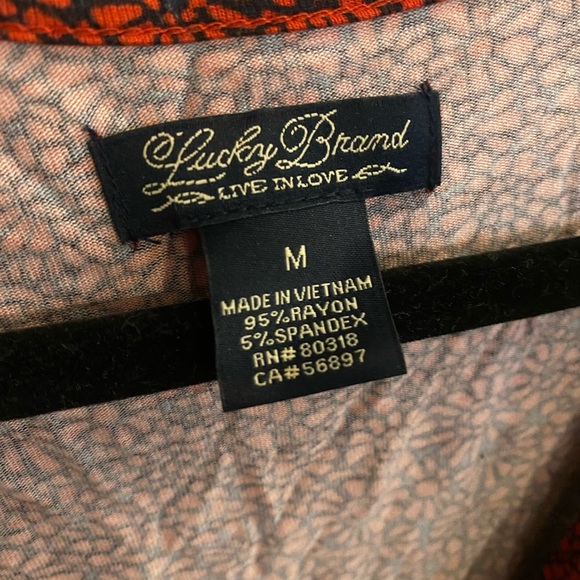 Lucky Brand
LIVE IN LOVE
M
MADE IN VIETNAM
95%RAYON
5%SPANDEX
RN#80318
CA#56897